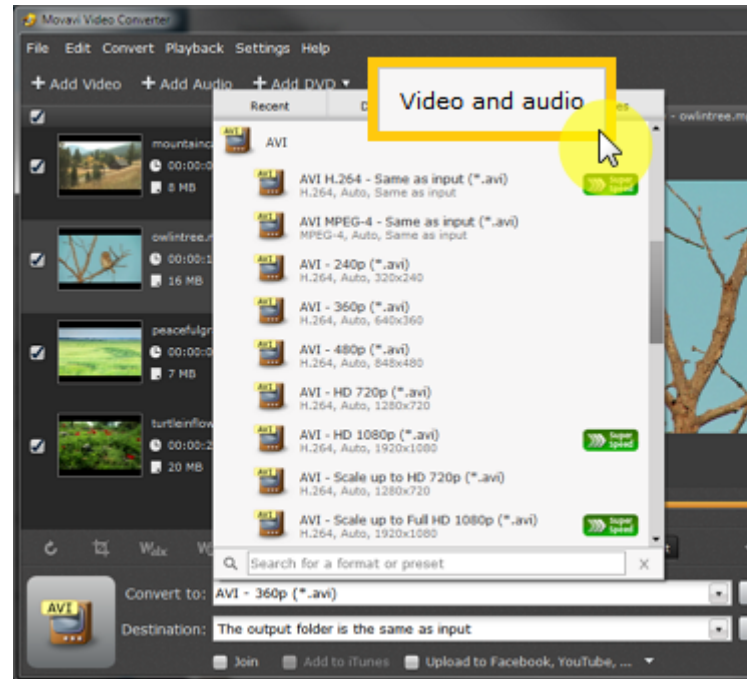 Movavi Video Converter
File Edit Convert Playback Settings Help
+ Add Video + Add Audio + Add DVD
Recent
Video and audio
owlintree.m
AVI
AVI
mountainca
00:00:0
8 MB
AVI H.264 - Same as input (*.avi)
H.264, Auto, Same as input
Super Speed
AVI MPEG-4 - Same as input (*.avi)
MPEG-4, Auto, Same as input
owlintree.m
00:00:1
16 MB
AVI - 240p (*.avi)
H.264, Auto, 320x240
AVI - 360p (*.avi)
H.264, Auto, 640x360
peacefulgr
00:00:0
7 MB
AVI - 480p (*.avi)
H.264, Auto, 848x480
AVI - HD 720p (*.avi)
H.264, Auto, 1280x720
turtleinflow
00:00:2
20 MB
AVI - HD 1080p (*.avi)
H.264, Auto, 1920x1080
Super Speed
AVI - Scale up to HD 720p (*.avi)
H.264, Auto, 1280x720
AVI - Scale up to Full HD 1080p (*.avi)
H.264, Auto, 1920x1080
Super Speed
Search for a format or preset
AVI
Convert to: AVI - 360p (*.avi)
Destination: The output folder is the same as input
Join Add to iTunes Upload to Facebook, YouTube, ...